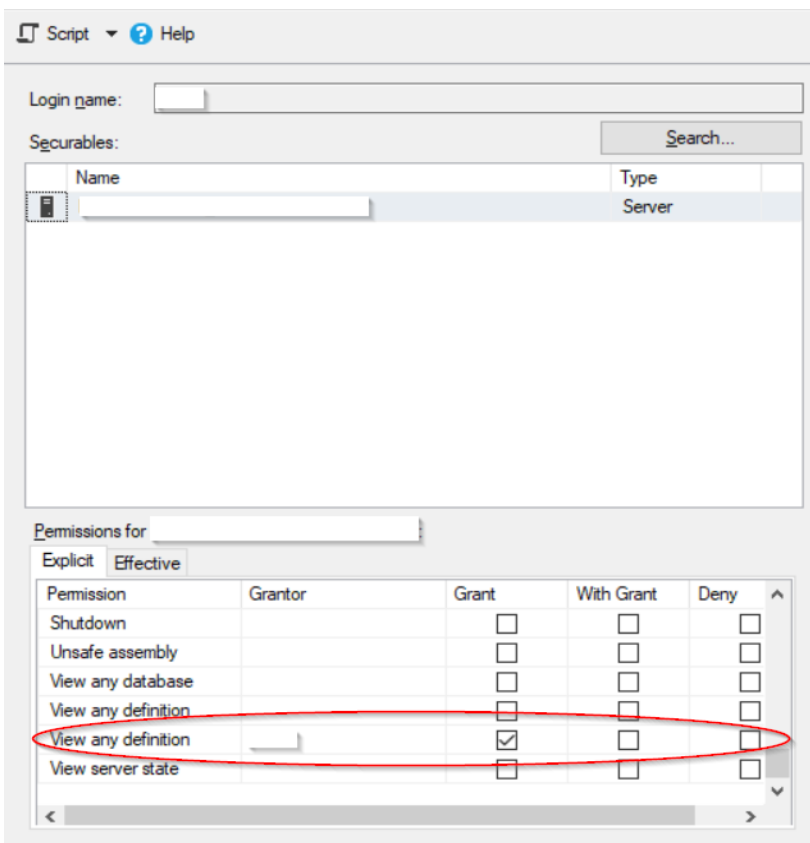 Script Help
Login name:
Securables: Search...
Name Type
Server
Permissions for :
Explicit Effective
Permission Grantor Grant With Grant Deny
Shutdown
Unsafe assembly
View any database
View any definition
View any definition
View server state